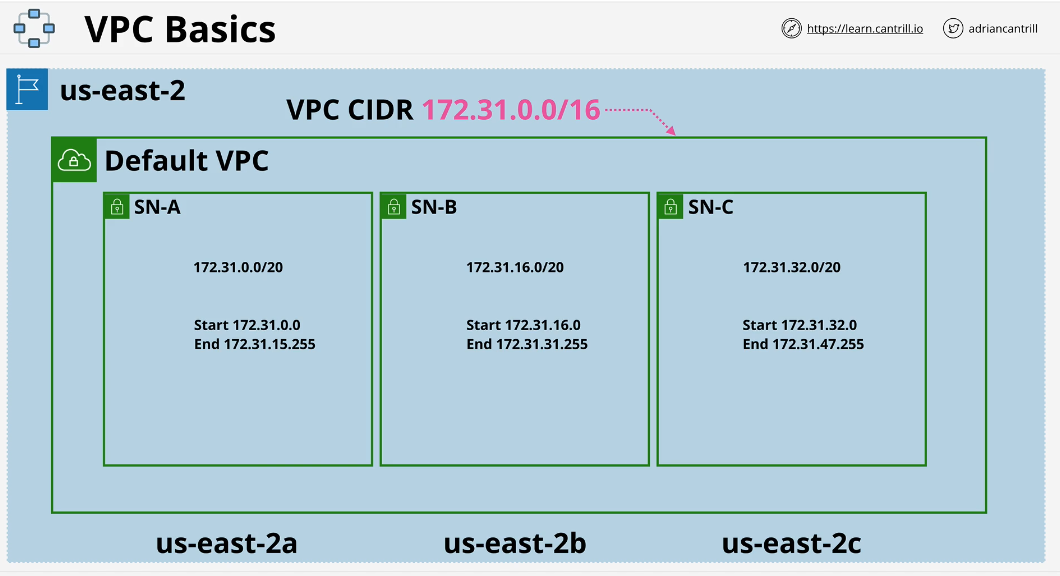 VPC Basics
https://learn.cantrill.io
adriancantrill
us-east-2
VPC CIDR 172.31.0.0/16
Default VPC
SN-A
172.31.0.0/20
Start 172.31.0.0
End 172.31.15.255
SN-B
172.31.16.0/20
Start 172.31.16.0
End 172.31.31.255
SN-C
172.31.32.0/20
Start 172.31.32.0
End 172.31.47.255
us-east-2a
us-east-2b
us-east-2c